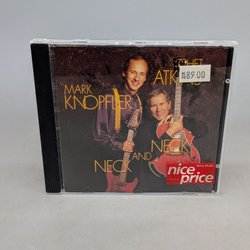 CHET
ATKINS
$89.00
MARK
KNOPFLER
NECK
AND
NECK
nice
price